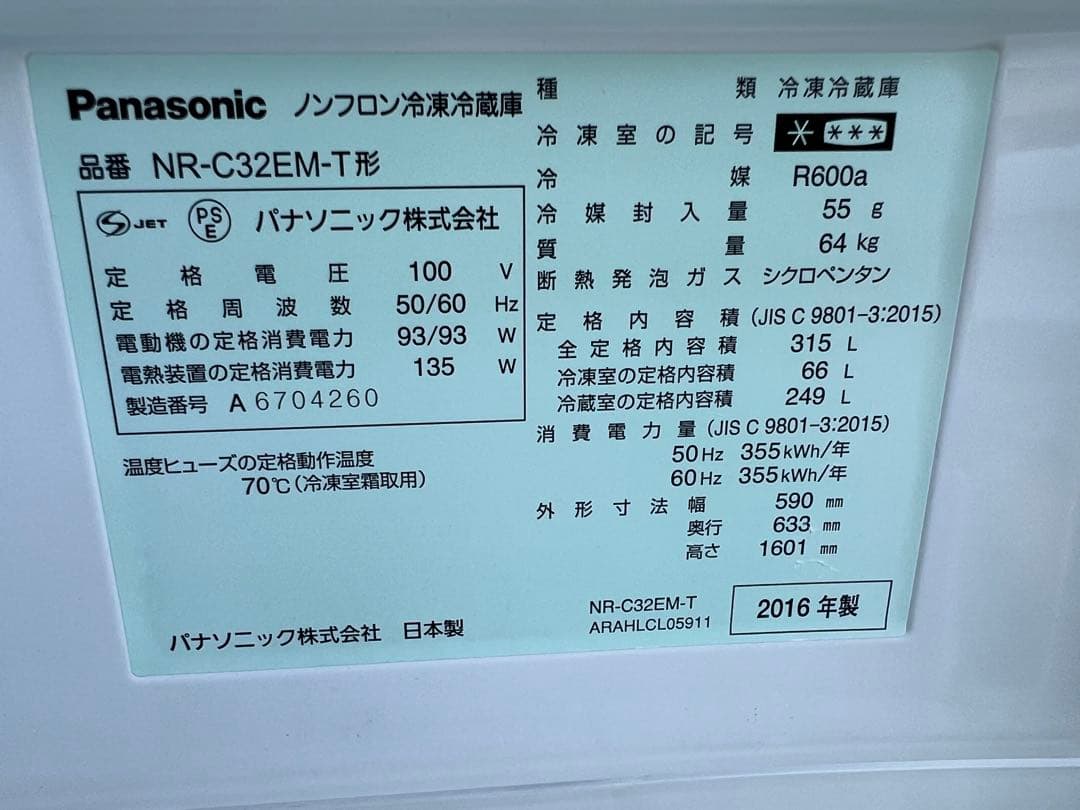 Panasonic ノンフロン冷凍冷蔵庫
品番 NR-C32EM-T形
S JET PSE パナソニック株式会社
定格電圧 100 V
定格周波数 50/60 Hz
電動機の定格消費電力 93/93 W
電熱装置の定格消費電力 135 W
製造番号 A 6704260
温度ヒューズの定格動作温度
70℃(冷凍室霜取用)
パナソニック株式会社 日本製
種類 冷凍冷蔵庫
冷凍室の記号 * ***
冷媒 R600a
冷媒封入量 55 g
質量 64 kg
断熱発泡ガス シクロペンタン
定格内容積 (JIS C 9801-3:2015)
全定格内容積 315 L
冷凍室の定格内容積 66 L
冷蔵室の定格内容積 249 L
消費電力量 (JIS C 9801-3:2015)
50Hz 355kWh/年
60Hz 355kWh/年
外形寸法 幅 590 mm
奥行 633 mm
高さ 1601 mm
NR-C32EM-T
ARAHLCL05911
2016 年製